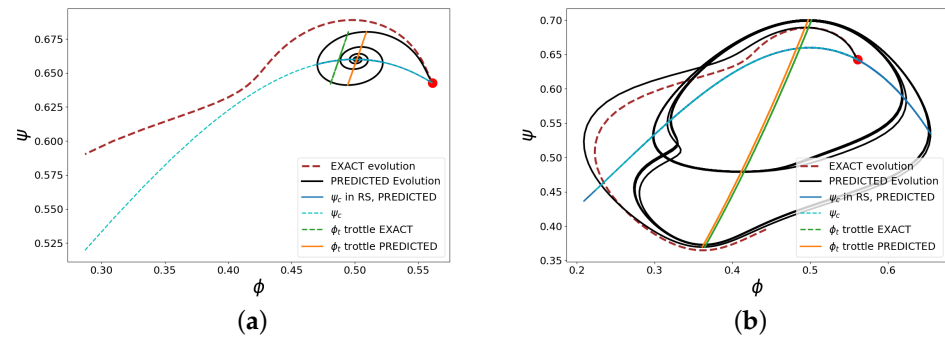 0.675
0.650
0.625
0.600
0.575
0.550
0.525
ψ
0.30
0.35
0.40
0.45
0.50
0.55
ϕ
EXACT evolution
PREDICTED Evolution
ψc in RS, PREDICTED
ψc
ϕt trottle EXACT
ϕt trottle PREDICTED
(a)
0.70
0.65
0.60
0.55
0.50
0.45
0.40
0.35
ψ
0.2
0.3
0.4
0.5
0.6
ϕ
EXACT evolution
PREDICTED Evolution
ψc in RS, PREDICTED
ψc
ϕt trottle EXACT
ϕt trottle PREDICTED
(b)